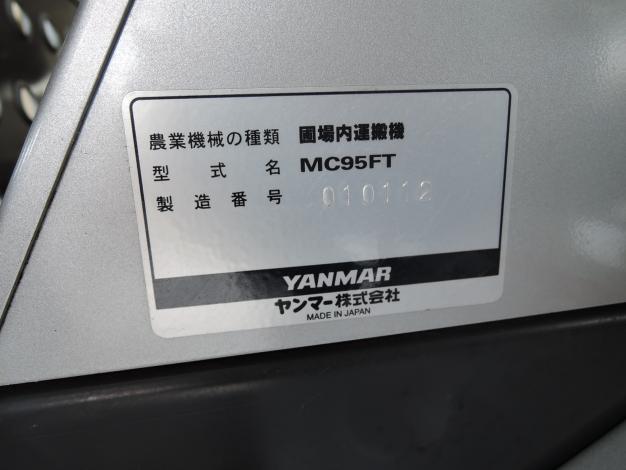 農業機械の種類 圃場内運搬機
型式名 MC95FT
製造番号 010112
YANMAR
ヤンマー株式会社
MADE IN JAPAN